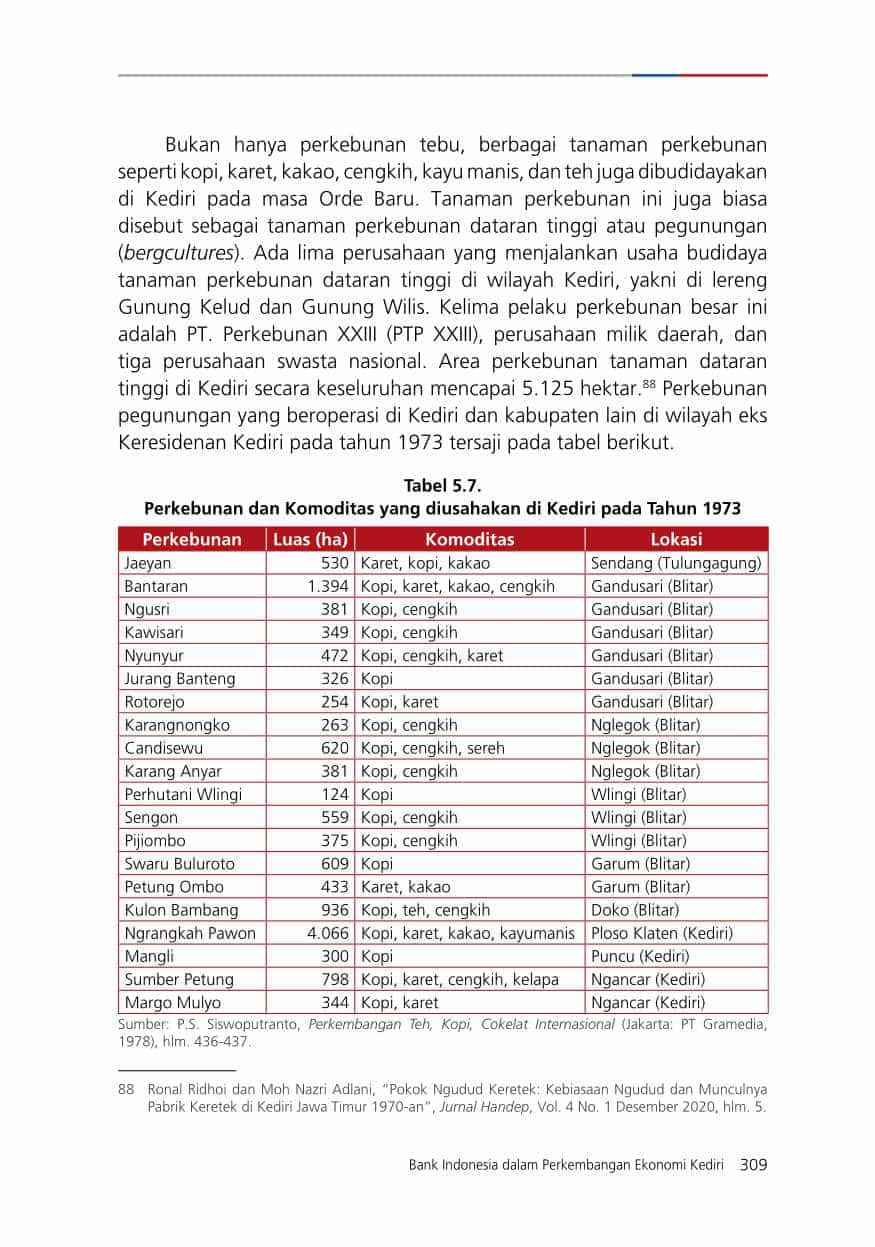 Bukan hanya perkebunan tebu, berbagai tanaman perkebunan
seperti kopi, karet, kakao, cengkih, kayu manis, dan teh juga dibudidayakan
di Kediri pada masa Orde Baru. Tanaman perkebunan ini juga biasa
disebut sebagai tanaman perkebunan dataran tinggi atau pegunungan
(bergcultures). Ada lima perusahaan yang menjalankan usaha budidaya
tanaman perkebunan dataran tinggi di wilayah Kediri, yakni di lereng
Gunung Kelud dan Gunung Wilis. Kelima pelaku perkebunan besar ini
adalah PT. Perkebunan XXIII (PTP XXIII), perusahaan milik daerah, dan
tiga perusahaan swasta nasional. Area perkebunan tanaman dataran
tinggi di Kediri secara keseluruhan mencapai 5.125 hektar.88 Perkebunan
pegunungan yang beroperasi di Kediri dan kabupaten lain di wilayah eks
Keresidenan Kediri pada tahun 1973 tersaji pada tabel berikut.
Tabel 5.7.
Perkebunan dan Komoditas yang diusahakan di Kediri pada Tahun 1973
Perkebunan Luas (ha) Komoditas Lokasi
Jaeyan 530 Karet, kopi, kakao Sendang (Tulungagung)
Bantaran 1.394 Kopi, karet, kakao, cengkih Gandusari (Blitar)
Ngusri 381 Kopi, cengkih Gandusari (Blitar)
Kawisari 349 Kopi, cengkih Gandusari (Blitar)
Nyunyur 472 Kopi, cengkih, karet Gandusari (Blitar)
Jurang Banteng 326 Kopi Gandusari (Blitar)
Rotorejo 254 Kopi, karet Gandusari (Blitar)
Karangnongko 263 Kopi, cengkih Nglegok (Blitar)
Candisewu 620 Kopi, cengkih, sereh Nglegok (Blitar)
Karang Anyar 381 Kopi, cengkih Nglegok (Blitar)
Perhutani Wlingi 124 Kopi Wlingi (Blitar)
Sengon 559 Kopi, cengkih Wlingi (Blitar)
Pijiombo 375 Kopi, cengkih Wlingi (Blitar)
Swaru Buluroto 609 Kopi Garum (Blitar)
Petung Ombo 433 Karet, kakao Garum (Blitar)
Kulon Bambang 936 Kopi, teh, cengkih Doko (Blitar)
Ngrangkah Pawon 4.066 Kopi, karet, kakao, kayumanis Ploso Klaten (Kediri)
Mangli 300 Kopi Puncu (Kediri)
Sumber Petung 798 Kopi, karet, cengkih, kelapa Ngancar (Kediri)
Margo Mulyo 344 Kopi, karet Ngancar (Kediri)
Sumber: P.S. Siswoputranto, Perkembangan Teh, Kopi, Cokelat Internasional (Jakarta: PT Gramedia,
1978), hlm. 436-437.
88 Ronal Ridhoi dan Moh Nazri Adlani, “Pokok Ngudud Keretek: Kebiasaan Ngudud dan Munculnya
Pabrik Keretek di Kediri Jawa Timur 1970-an”, Jurnal Handep, Vol. 4 No. 1 Desember 2020, hlm. 5.
Bank Indonesia dalam Perkembangan Ekonomi Kediri 309